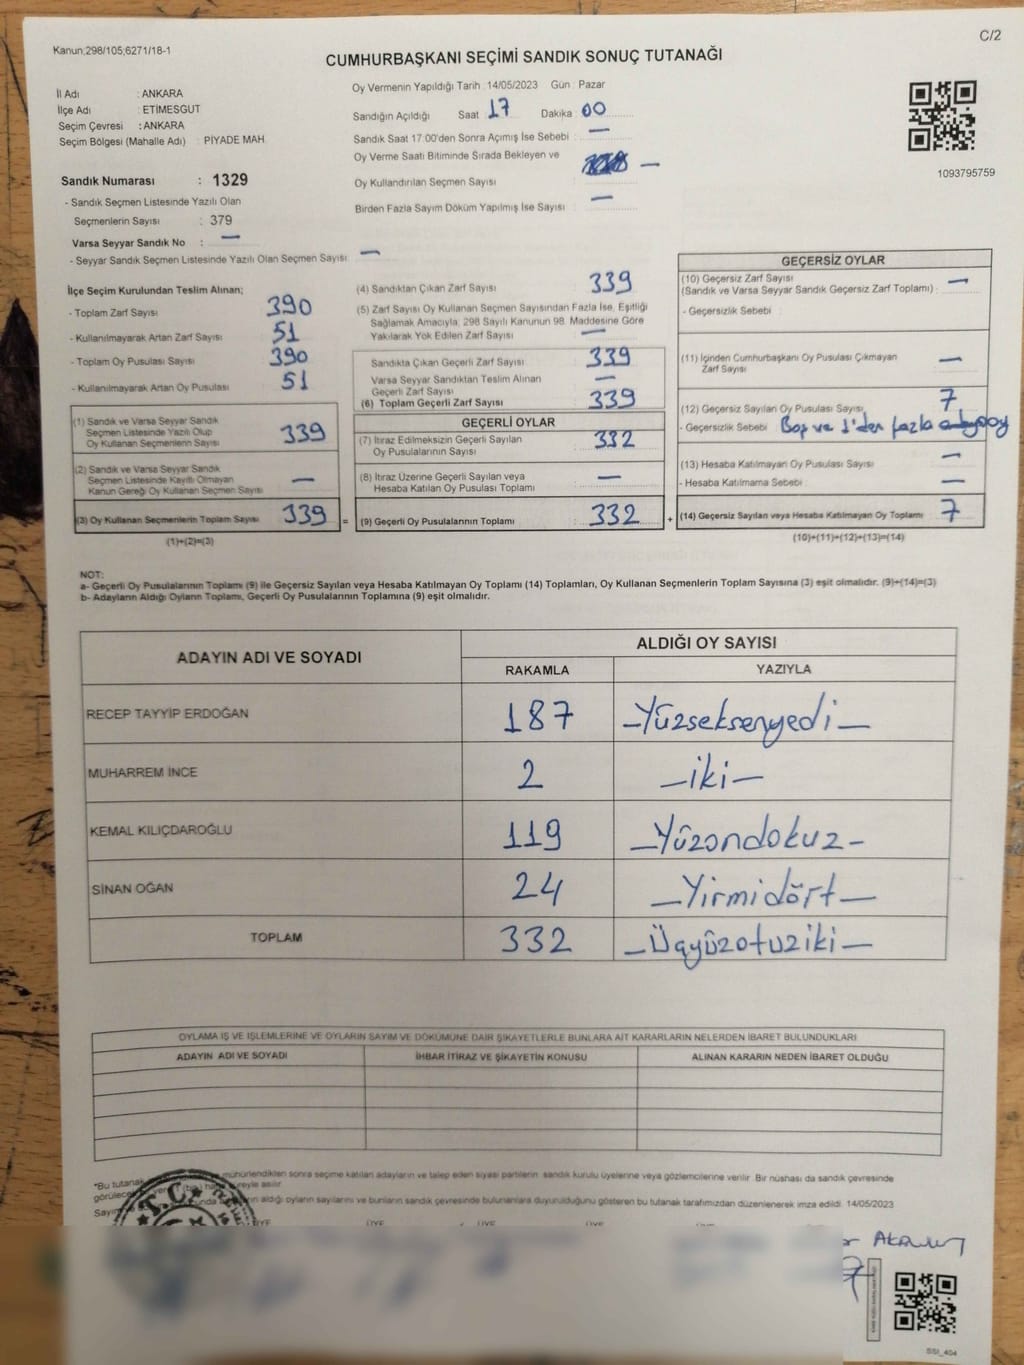 Kanun;298/105;6271/18-1
C/2
CUMHURBAŞKANI SEÇİMİ SANDIK SONUÇ TUTANAĞI
İl Adı : ANKARA
İlçe Adı : ETİMESGUT
Seçim Çevresi : ANKARA
Seçim Bölgesi (Mahalle Adı) : PİYADE MAH.
Sandık Numarası : 1329
- Sandık Seçmen Listesinde Yazılı Olan
Seçmenlerin Sayısı : 379
Varsa Seyyar Sandık No : —
- Seyyar Sandık Seçmen Listesinde Yazılı Olan Seçmen Sayısı: —
Oy Vermenin Yapıldığı Tarih :14/05/2023 Gün : Pazar
Sandığın Açıldığı Saat 17 Dakika 00
Sandık Saat 17.00'den Sonra Açımış İse Sebebi : —
Oy Verme Saati Bitiminde Sırada Bekleyen ve
Oy Kullandırılan Seçmen Sayısı : —
Birden Fazla Sayım Döküm Yapılmış İse Sayısı : —
1093795759
İlçe Seçim Kurulundan Teslim Alınan;
- Toplam Zarf Sayısı : 390
- Kullanılmayarak Artan Zarf Sayısı : 51
- Toplam Oy Pusulası Sayısı : 390
- Kullanılmayarak Artan Oy Pusulası : 51
(1) Sandık ve Varsa Seyyar Sandık
Seçmen Listesinde Yazılı Olup
Oy Kullanan Seçmenlerin Sayısı : 339
(2) Sandık ve Varsa Seyyar Sandık
Seçmen Listesinde Kayıtlı Olmayan
Kanun Gereği Oy Kullanan Seçmen Sayısı : —
(3) Oy Kullanan Seçmenlerin Toplam Sayısı : 339 =
(1)+(2)=(3)
(4) Sandıktan Çıkan Zarf Sayısı : 339
(5) Zarf Sayısı Oy Kullanan Seçmen Sayısından Fazla İse, Eşitliği
Sağlamak Amacıyla; 298 Sayılı Kanunun 98. Maddesine Göre
Yakılarak Yok Edilen Zarf Sayısı : —
Sandıkta Çıkan Geçerli Zarf Sayısı : 339
Varsa Seyyar Sandıktan Teslim Alınan
Geçerli Zarf Sayısı : —
(6) Toplam Geçerli Zarf Sayısı : 339
GEÇERLİ OYLAR
(7) İtiraz Edilmeksizin Geçerli Sayılan
Oy Pusulalarının Sayısı : 332
(8) İtiraz Üzerine Geçerli Sayılan veya
Hesaba Katılan Oy Pusulası Toplamı : —
(9) Geçerli Oy Pusulalarının Toplamı : 332 +
GEÇERSİZ OYLAR
(10) Geçersiz Zarf Sayısı
(Sandık ve Varsa Seyyar Sandık Geçersiz Zarf Toplamı) : —
- Geçersizlik Sebebi :
(11) İçinden Cumhurbaşkanı Oy Pusulası Çıkmayan
Zarf Sayısı : —
(12) Geçersiz Sayılan Oy Pusulası Sayısı : 7
- Geçersizlik Sebebi : Boş ve 1'den fazla oy
(13) Hesaba Katılmayan Oy Pusulası Sayısı : —
- Hesaba Katılmama Sebebi : —
(14) Geçersiz Sayılan veya Hesaba Katılmayan Oy Toplamı : 7
(10)+(11)+(12)+(13)=(14)
NOT:
a- Geçerli Oy Pusulalarının Toplamı (9) ile Geçersiz Sayılan veya Hesaba Katılmayan Oy Toplamı (14) Toplamları, Oy Kullanan Seçmenlerin Toplam Sayısına (3) eşit olmalıdır. (9)+(14)=(3)
b- Adayların Aldığı Oyların Toplamı, Geçerli Oy Pusulalarının Toplamına (9) eşit olmalıdır.
ADAYIN ADI VE SOYADI
ALDIĞI OY SAYISI
RAKAMLA YAZIYLA
RECEP TAYYİP ERDOĞAN 187 —Yüzseksenyedi—
MUHARREM İNCE 2 —iki—
KEMAL KILIÇDAROĞLU 119 —Yüzondokuz-
SİNAN OĞAN 24 —Yirmidört—
TOPLAM 332 —Üçyüzotuziki—
OYLAMA İŞ VE İŞLEMLERİNE VE OYLARIN SAYIM VE DÖKÜMÜNE DAİR ŞİKAYETLERLE BUNLARA AİT KARARLARIN NELERDEN İBARET BULUNDUKLARI
ADAYIN ADI VE SOYADI İHBAR İTİRAZ VE ŞİKAYETİN KONUSU ALINAN KARARIN NEDEN İBARET OLDUĞU
*Bu tutanak mühürlendikten sonra seçime katılan adayların ve talep eden siyasi partilerin sandık kurulu üyelerine veya gözlemcilerine verilir. Bir nüshası da sandık çevresinde
görülecek
aldığı oyların sayılarını ve bunların sandık çevresinde bulunanlara duyurulduğunu gösteren bu tutanak tarafımızdan düzenlenerek imza edildi. 14/05/2023
T.C.
ÜYE ÜYE ÜYE ÜYE
SSI_404